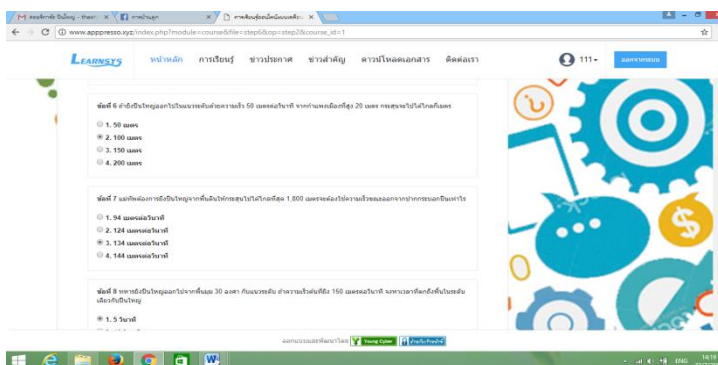 www.apppresso.xyz/index.php?module=course&file=step6&op=step2&course_id=1
LEARNSYS
หน้าหลัก การเรียนรู้ ข่าวประกาศ ข่าวสำคัญ ดาวน์โหลดเอกสาร ติดต่อเรา 111 ออกจากระบบ
ข้อที่ 6 ถ้ายิงปืนใหญ่ออกไปในแนวระดับด้วยความเร็ว 50 เมตรต่อวินาที จากกำแพงเมืองที่สูง 20 เมตร กระสุนจะไปได้ไกลกี่เมตร
1. 50 เมตร
2. 100 เมตร
3. 150 เมตร
4. 200 เมตร
ข้อที่ 7 แม่ทัพต้องการยิงปืนใหญ่จากพื้นดินให้กระสุนไปได้ไกลที่สุด 1,800 เมตรจะต้องใช้ความเร็วขณะออกจากปากกระบอกปืนเท่าไร
1. 94 เมตรต่อวินาที
2. 124 เมตรต่อวินาที
3. 134 เมตรต่อวินาที
4. 144 เมตรต่อวินาที
ข้อที่ 8 ทหารยิงปืนใหญ่ออกไปจากพื้นมุม 30 องศา กับแนวระดับ ถ้าความเร็วต้นที่ยิง 150 เมตรต่อวินาที จงหาเวลาที่ตกถึงพื้นในระดับ
เดียวกับปืนใหญ่
1. 5 วินาที
ออกแบบและพัฒนาโดย Young Cyber
ENG 14:19